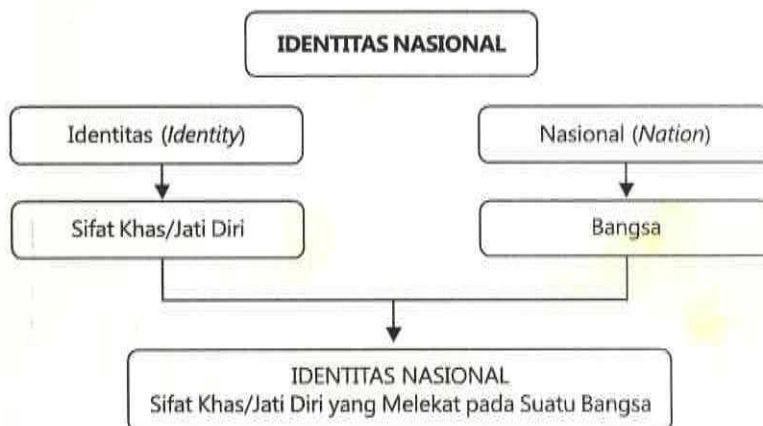 IDENTITAS NASIONAL
Identitas (Identity)
Nasional (Nation)
Sifat Khas/Jati Diri
Bangsa
IDENTITAS NASIONAL
Sifat Khas/Jati Diri yang Melekat pada Suatu Bangsa